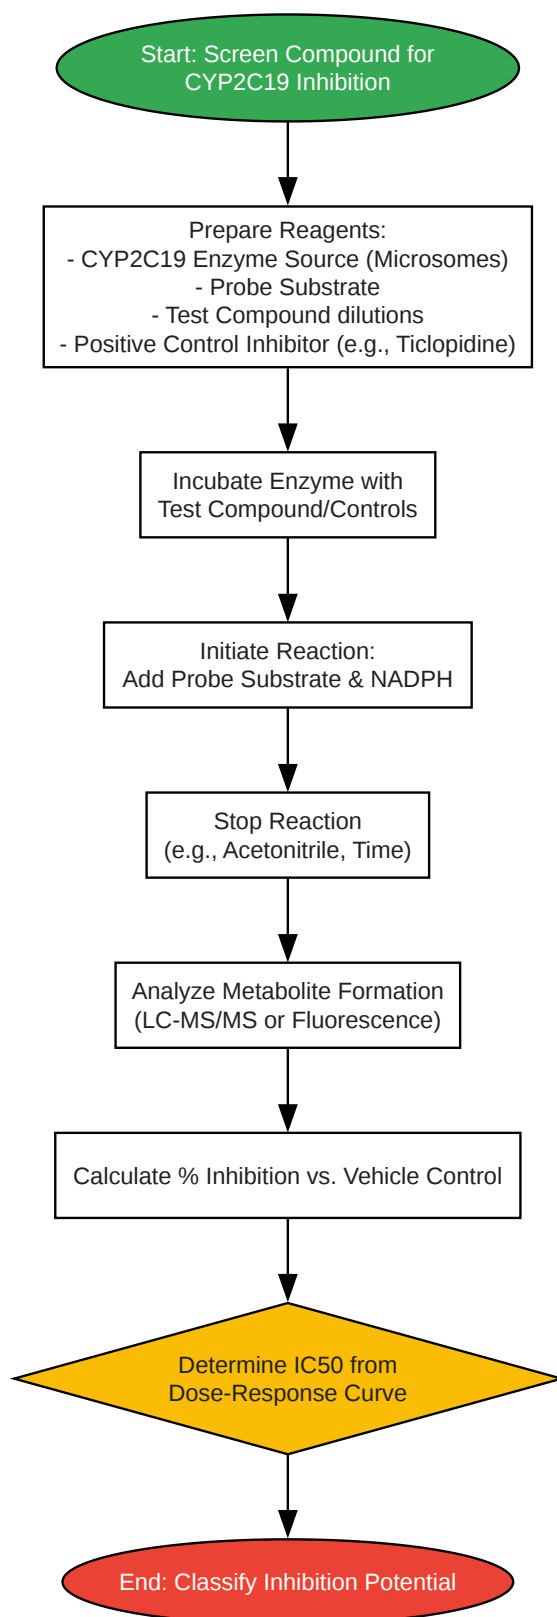 Start: Screen Compound for
CYP2C19 Inhibition
Prepare Reagents:
- CYP2C19 Enzyme Source (Microsomes)
- Probe Substrate
- Test Compound dilutions
- Positive Control Inhibitor (e.g., Ticlopidine)
Incubate Enzyme with
Test Compound/Controls
Initiate Reaction:
Add Probe Substrate & NADPH
Stop Reaction
(e.g., Acetonitrile, Time)
Analyze Metabolite Formation
(LC-MS/MS or Fluorescence)
Calculate % Inhibition vs. Vehicle Control
Determine IC50 from
Dose-Response Curve
End: Classify Inhibition Potential